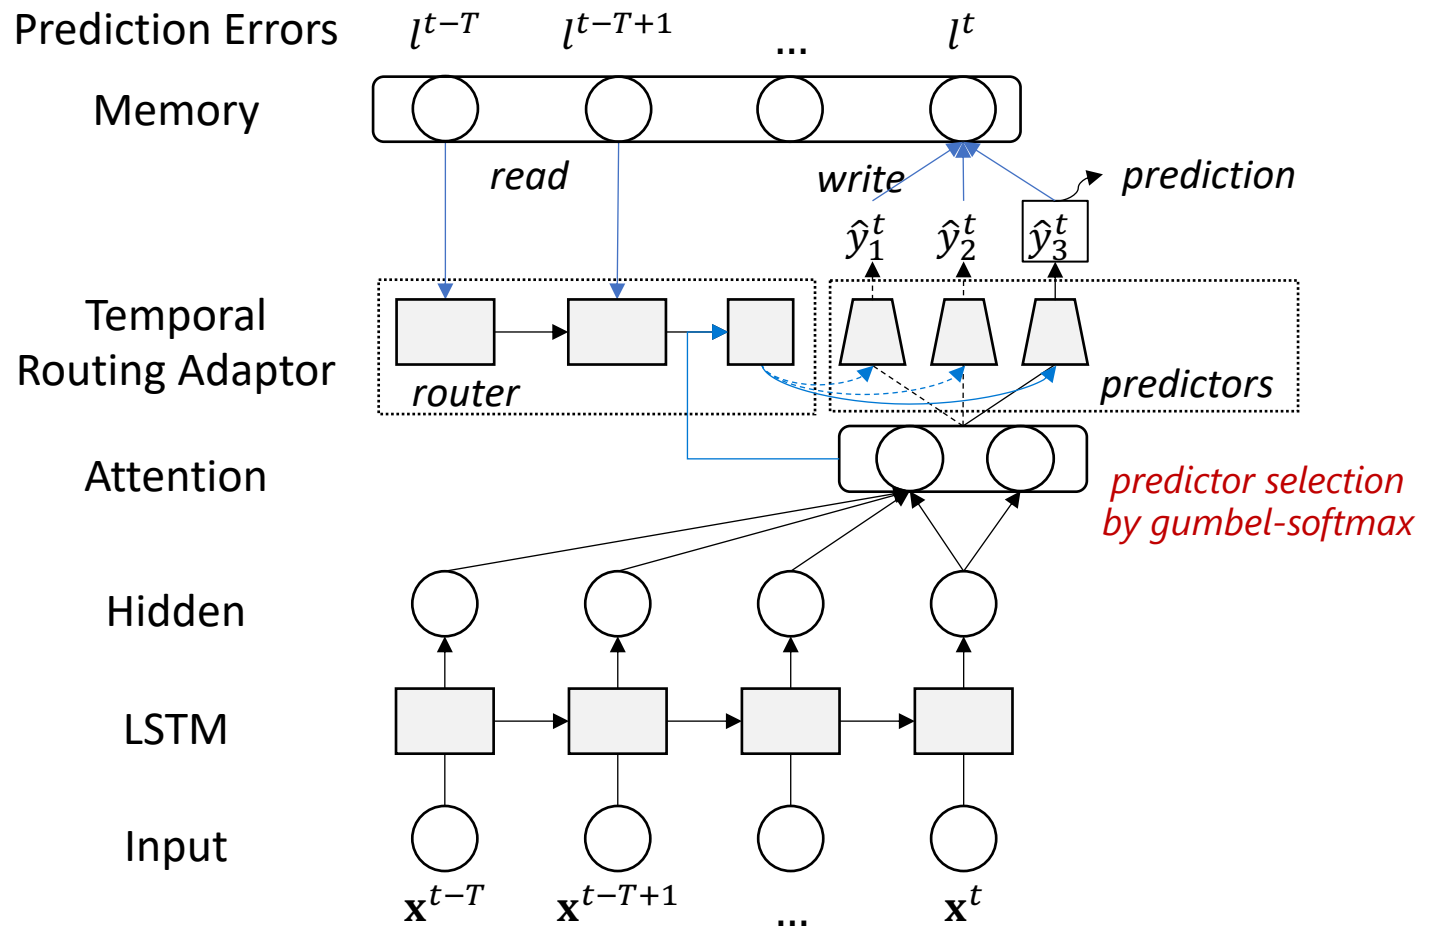 Prediction Errors l^{t−T} l^{t−T+1} ... l^t
Memory
read write prediction
ŷ_1^t ŷ_2^t ŷ_3^t
Temporal
Routing Adaptor
router predictors
Attention
predictor selection
by gumbel-softmax
Hidden
LSTM
Input
x^{t−T} x^{t−T+1} ... x^t